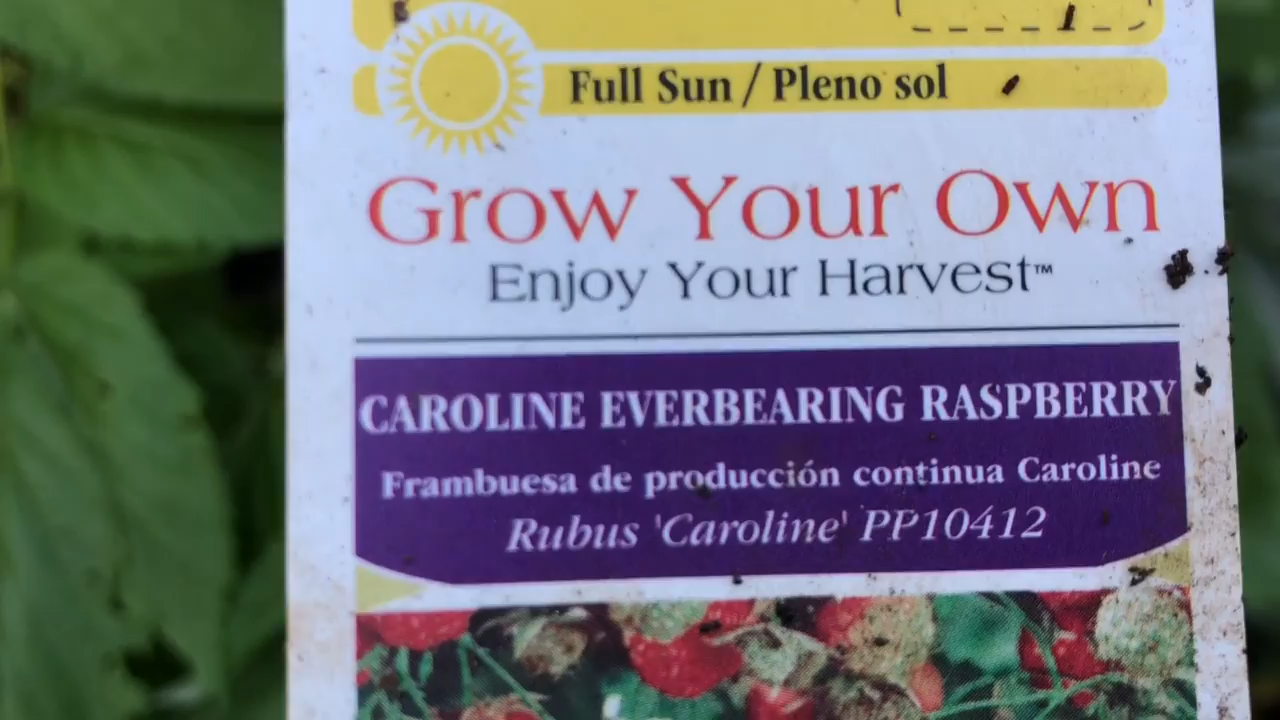 Full Sun / Pleno sol
Grow Your Own
Enjoy Your Harvest™
CAROLINE EVERBEARING RASPBERRY
Frambuesa de producción continua Caroline
Rubus 'Caroline' PP10412